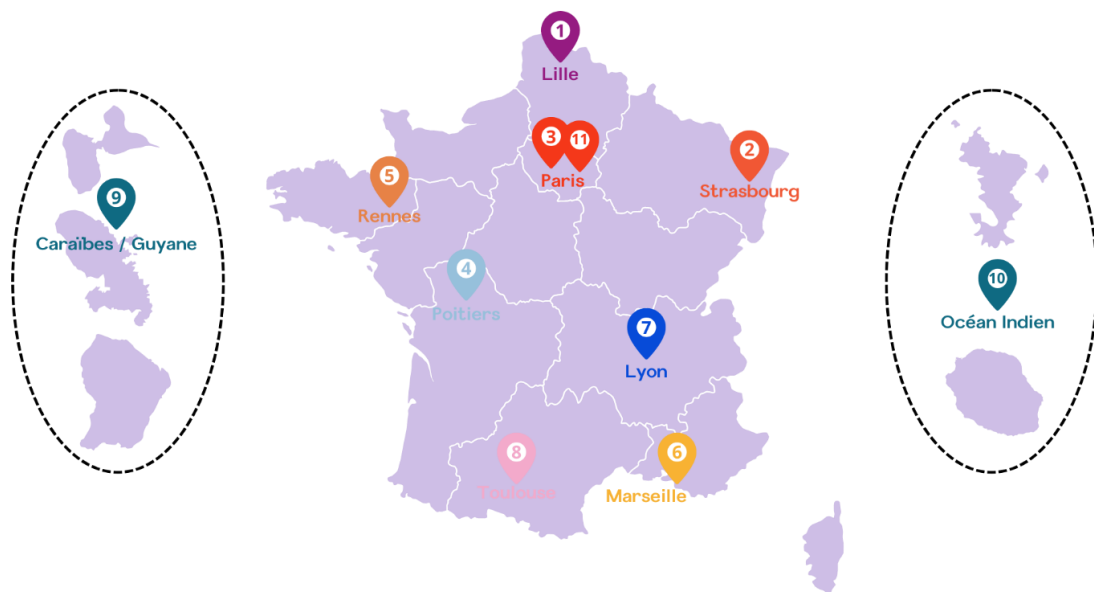 1
Lille
3
11
Paris
2
Strasbourg
5
Rennes
9
Caraïbes / Guyane
4
Poitiers
10
Océan Indien
7
Lyon
8
Toulouse
6
Marseille